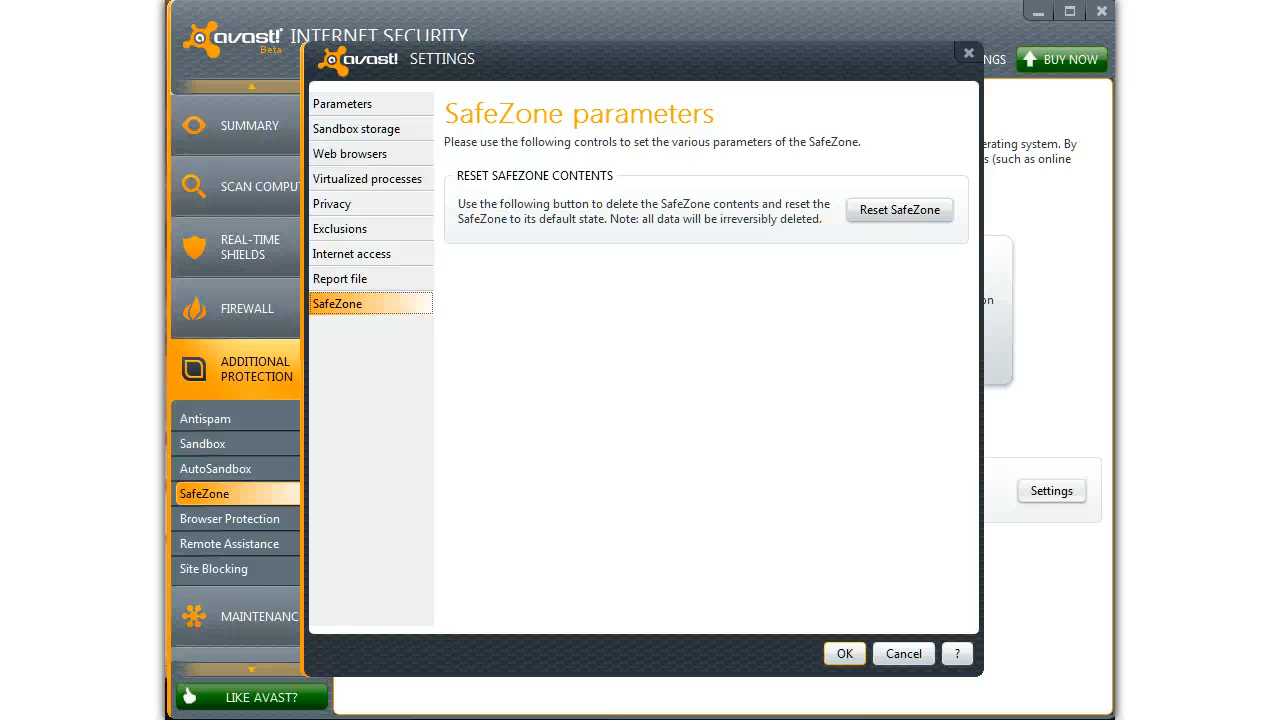 avast! INTERNET SECURITY
Beta
NGS
BUY NOW
avast! SETTINGS
SUMMARY
SCAN COMPU
REAL-TIME
SHIELDS
FIREWALL
ADDITIONAL
PROTECTION
Antispam
Sandbox
AutoSandbox
SafeZone
Browser Protection
Remote Assistance
Site Blocking
MAINTENANC
LIKE AVAST?
Parameters
Sandbox storage
Web browsers
Virtualized processes
Privacy
Exclusions
Internet access
Report file
SafeZone
SafeZone parameters
Please use the following controls to set the various parameters of the SafeZone.
RESET SAFEZONE CONTENTS
Use the following button to delete the SafeZone contents and reset the
SafeZone to its default state. Note: all data will be irreversibly deleted.
Reset SafeZone
OK
Cancel
?
erating system. By
s (such as online
on
Settings